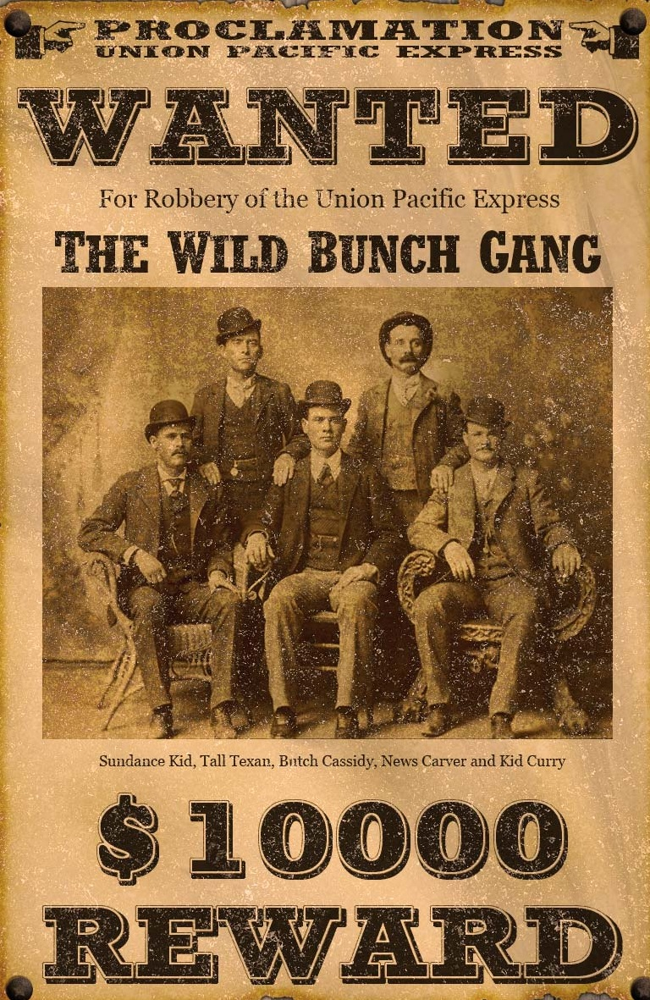 PROCLAMATION
UNION PACIFIC EXPRESS
WANTED
For Robbery of the Union Pacific Express
THE WILD BUNCH GANG
Sundance Kid, Tall Texan, Butch Cassidy, News Carver and Kid Curry
$ 10000
REWARD